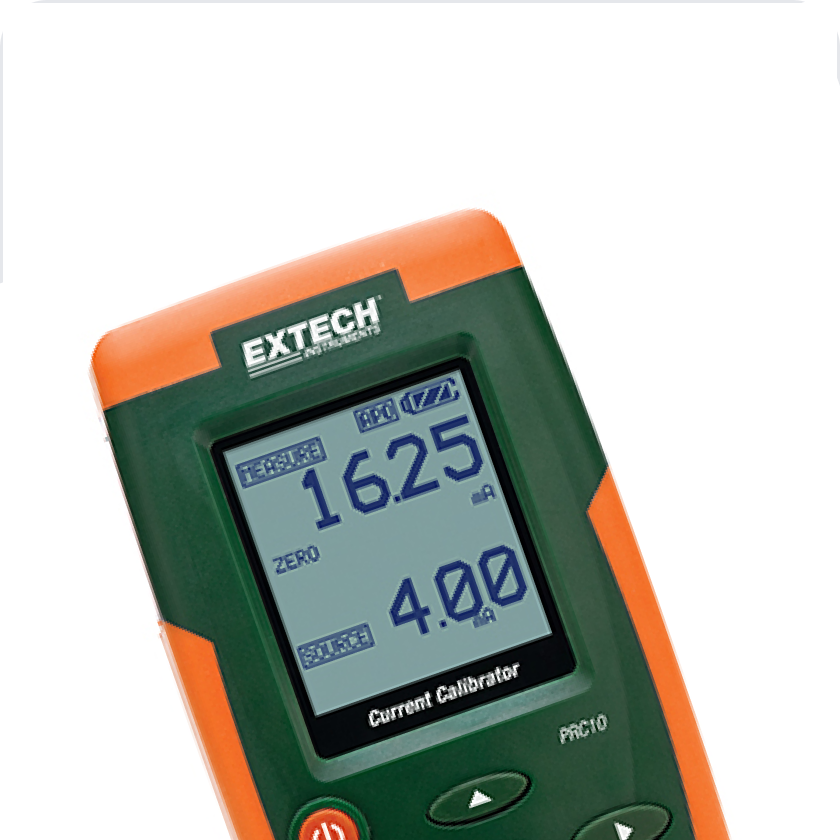 EXTECH
INSTRUMENTS
APO
MEASURE
16.25
mA
ZERO
4.00
mA
SOURCE
Current Calibrator
PRC10